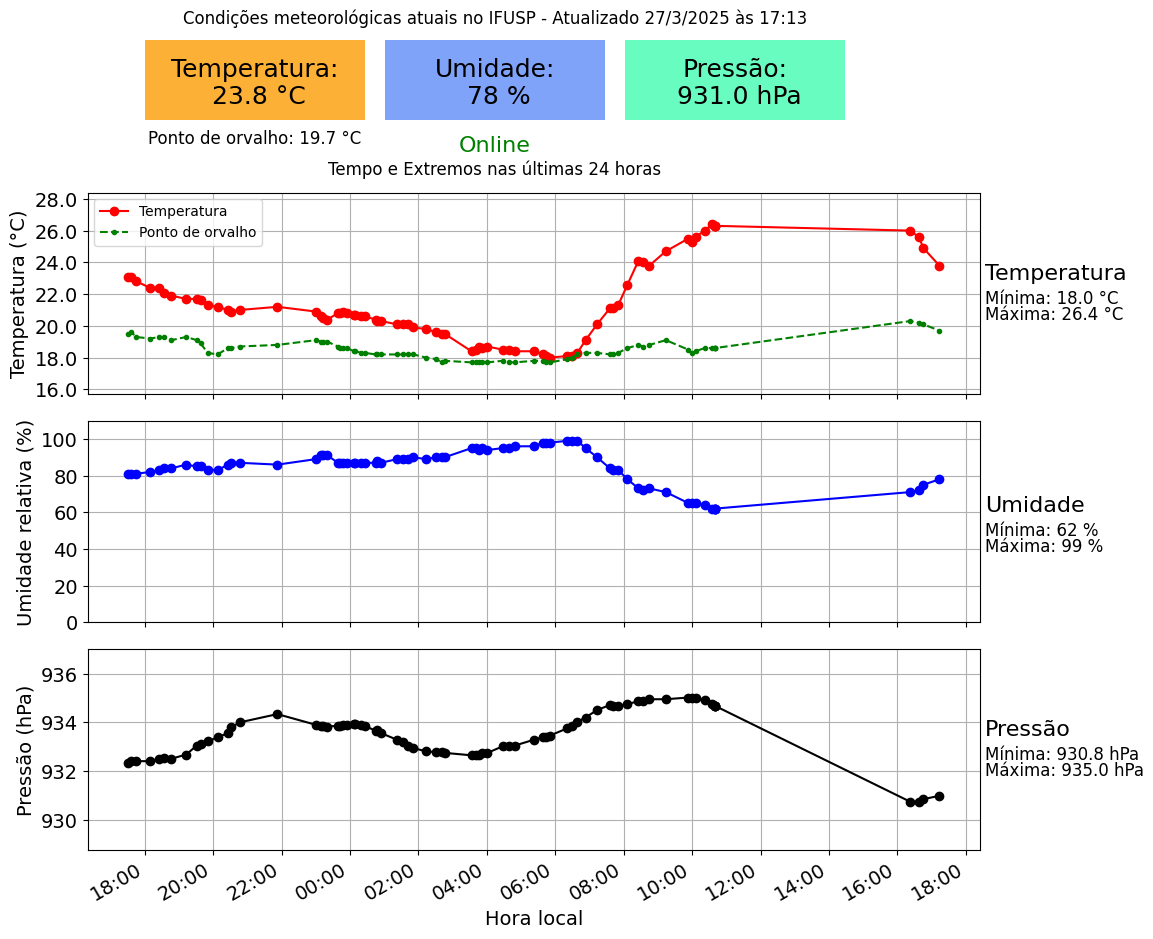 Condições meteorológicas atuais no IFUSP - Atualizado 27/3/2025 às 17:13
Temperatura:
23.8 °C
Umidade:
78 %
Pressão:
931.0 hPa
Ponto de orvalho: 19.7 °C
Online
Tempo e Extremos nas últimas 24 horas
Temperatura (°C)
28.0
26.0
24.0
22.0
20.0
18.0
16.0
Temperatura
Ponto de orvalho
Temperatura
Mínima: 18.0 °C
Máxima: 26.4 °C
Umidade relativa (%)
100
80
60
40
20
0
Umidade
Mínima: 62 %
Máxima: 99 %
Pressão (hPa)
936
934
932
930
Pressão
Mínima: 930.8 hPa
Máxima: 935.0 hPa
18:00 20:00 22:00 00:00 02:00 04:00 06:00 08:00 10:00 12:00 14:00 16:00 18:00
Hora local